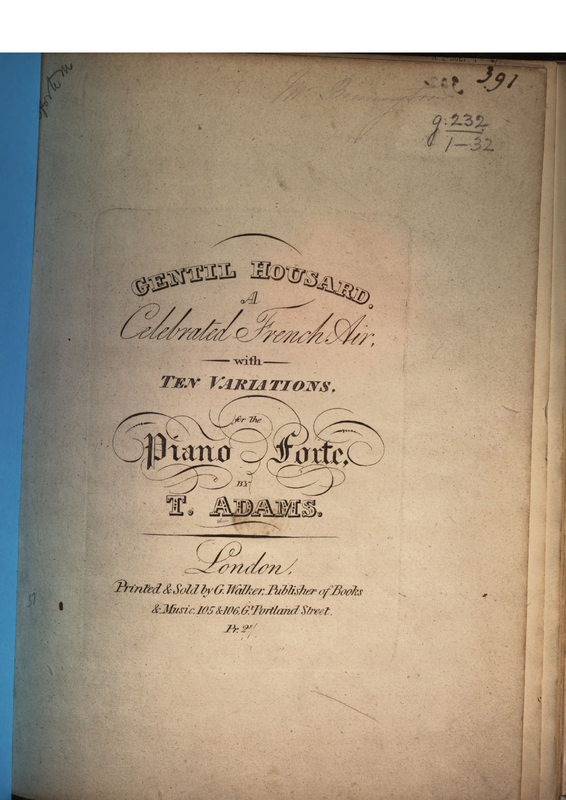 391
g.232
1-32
GENTIL HOUSARD,
A
Celebrated French Air,
with
TEN VARIATIONS.
for the
Piano Forte,
BY
T. ADAMS.
London,
Printed & Sold by G. Walker, Publisher of Books
& Music, 105 & 106, Gt. Portland Street.
Pr. 2/